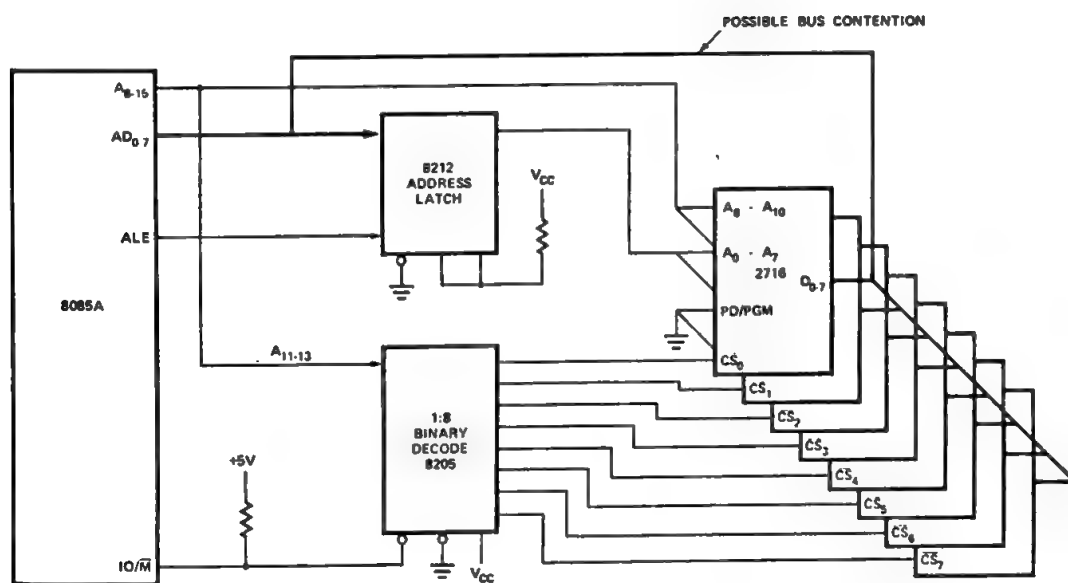 POSSIBLE BUS CONTENTION
8085A
A8-15
AD0-7
ALE
IO/M̅
8212
ADDRESS
LATCH
VCC
A11-13
1:8
BINARY
DECODE
8205
+5V
VCC
A8 - A10
A0 - A7
2716
O0-7
PD/PGM
CS0
CS1
CS2
CS3
CS4
CS5
CS6
CS7